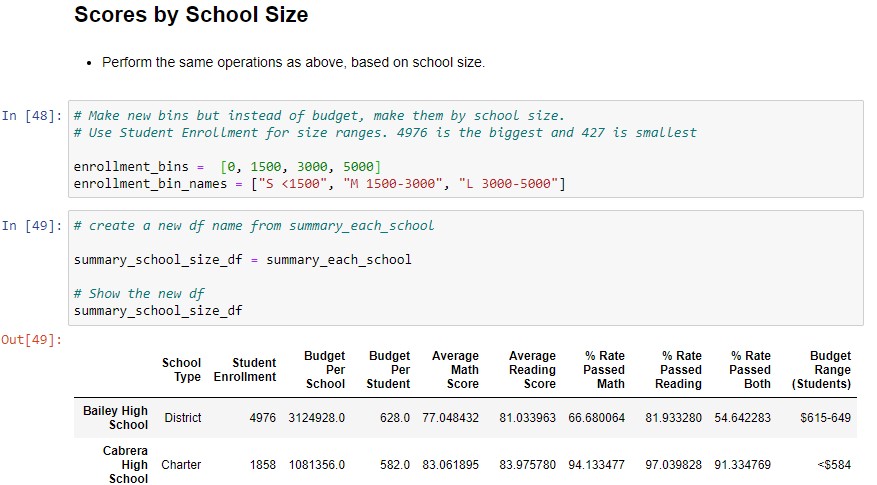 Scores by School Size
• Perform the same operations as above, based on school size.
In [48]: # Make new bins but instead of budget, make them by school size.
# Use Student Enrollment for size ranges. 4976 is the biggest and 427 is smallest
enrollment_bins = [0, 1500, 3000, 5000]
enrollment_bin_names = ["S <1500", "M 1500-3000", "L 3000-5000"]
In [49]: # create a new df name from summary_each_school
summary_school_size_df = summary_each_school
# Show the new df
summary_school_size_df
Out[49]:
Budget Budget Average Average % Rate % Rate % Rate Budget
School Student Per Per Math Reading Passed Passed Passed Range
Type Enrollment School Student Score Score Math Reading Both (Students)
Bailey High
School District 4976 3124928.0 628.0 77.048432 81.033963 66.680064 81.933280 54.642283 $615-649
Cabrera
High Charter 1858 1081356.0 582.0 83.061895 83.975780 94.133477 97.039828 91.334769 <$584
School